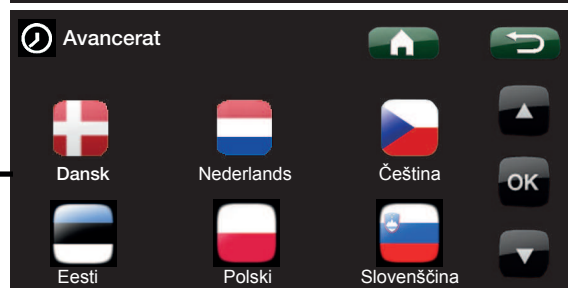 Avancerat
Dansk Nederlands Čeština
OK
Eesti Polski Slovenščina